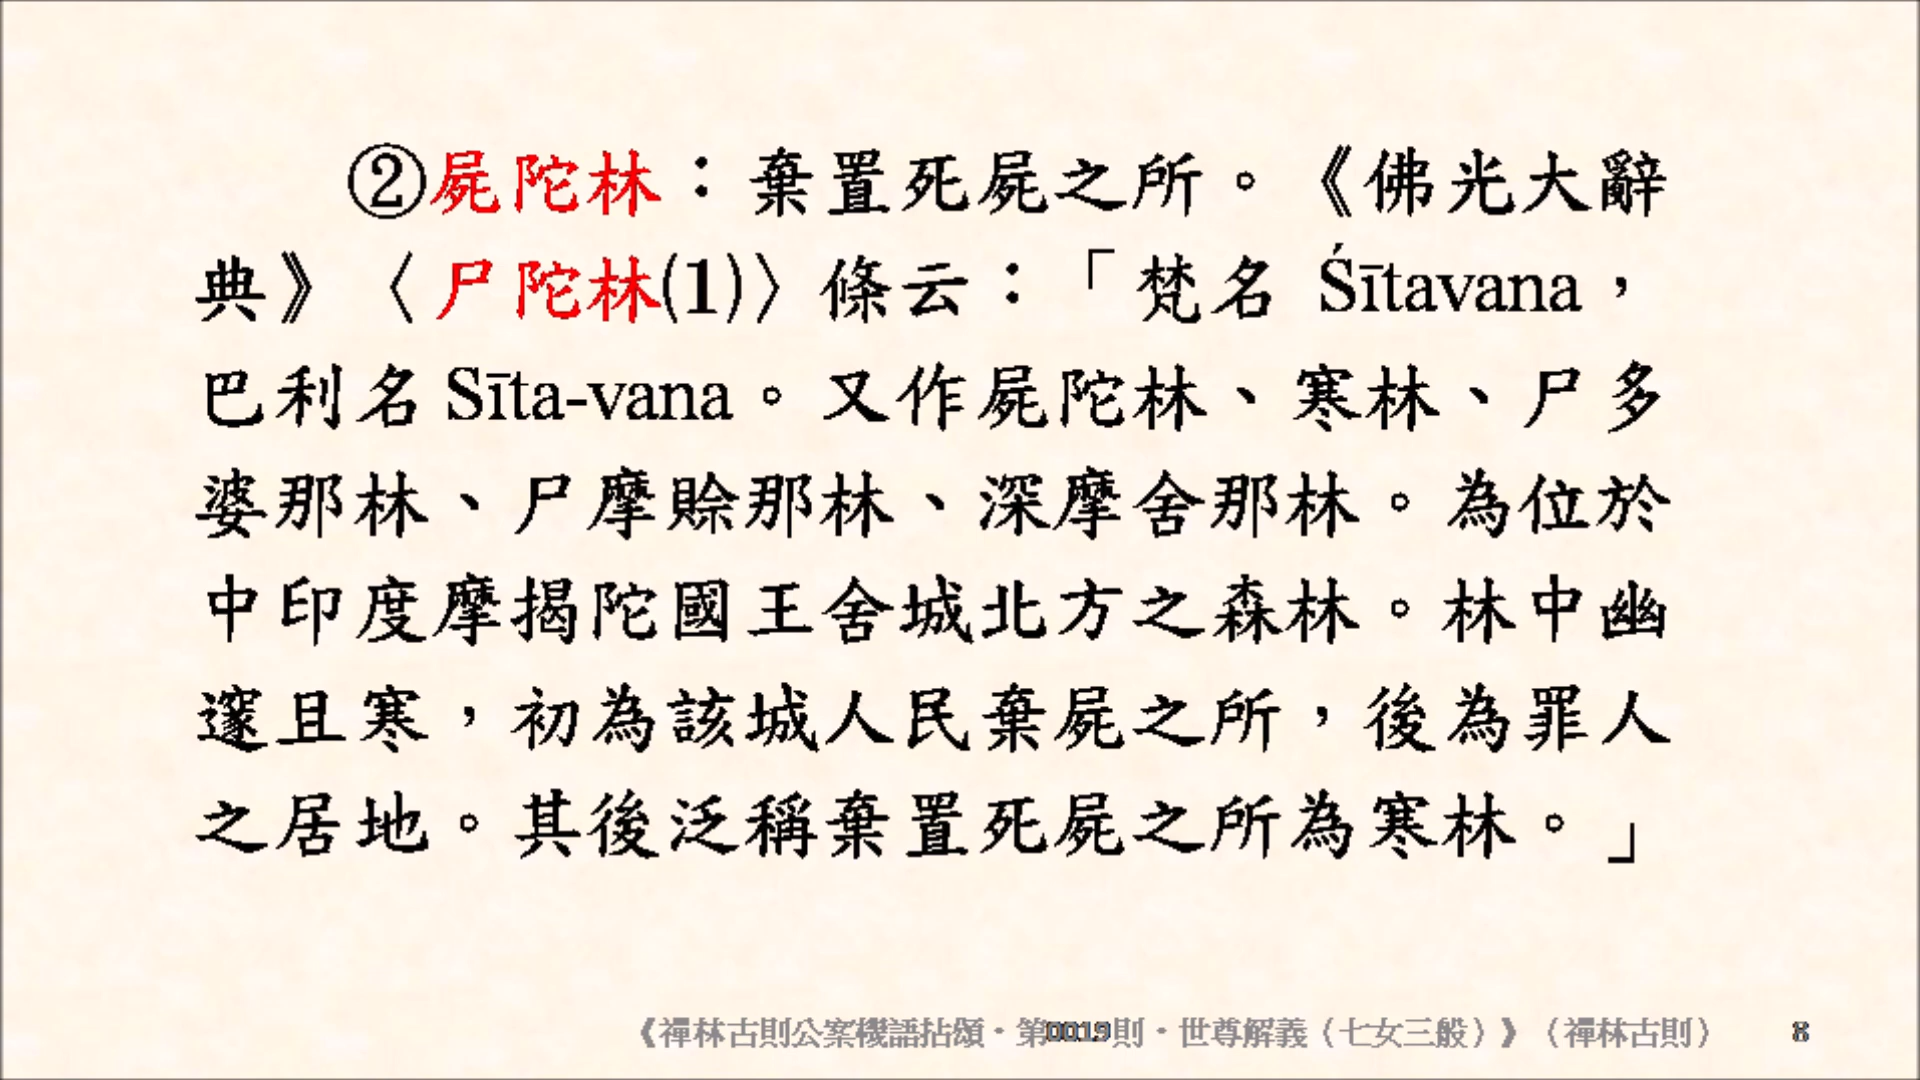 ②屍陀林：棄置死屍之所。《佛光大辭
典》〈尸陀林(1)〉條云：「梵名 Śītavana，
巴利名 Sīta-vana。又作屍陀林、寒林、尸多
婆那林、尸摩賒那林、深摩舍那林。為位於
中印度摩揭陀國王舍城北方之森林。林中幽
邃且寒，初為該城人民棄屍之所，後為罪人
之居地。其後泛稱棄置死屍之所為寒林。」
《禪林古則公案機語拈頌·第0019則·世尊解義（七女三般）》（禪林古則） 8